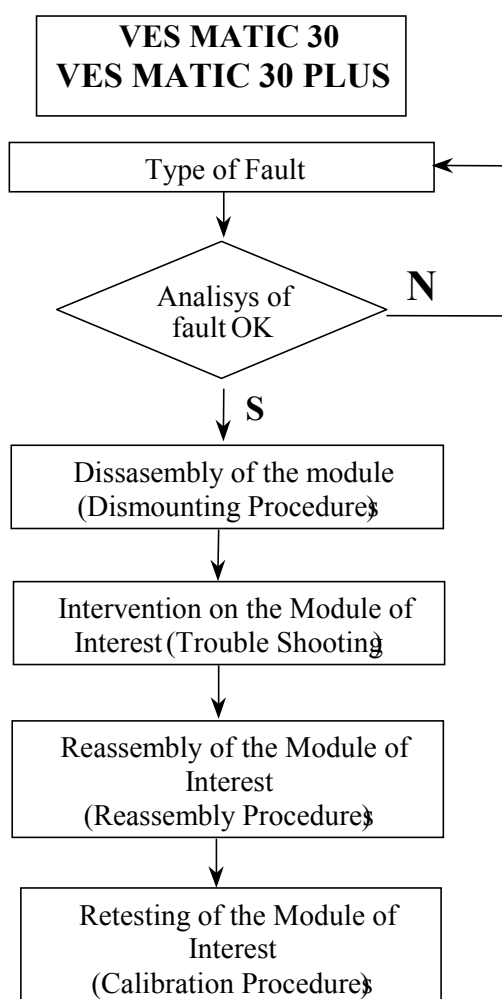 VES MATIC 30
VES MATIC 30 PLUS
Type of Fault
Analisys of
fault OK
N
S
Dissasembly of the module
(Dismounting Procedures)
Intervention on the Module of
Interest (Trouble Shooting)
Reassembly of the Module of
Interest
(Reassembly Procedures)
Retesting of the Module of
Interest
(Calibration Procedures)